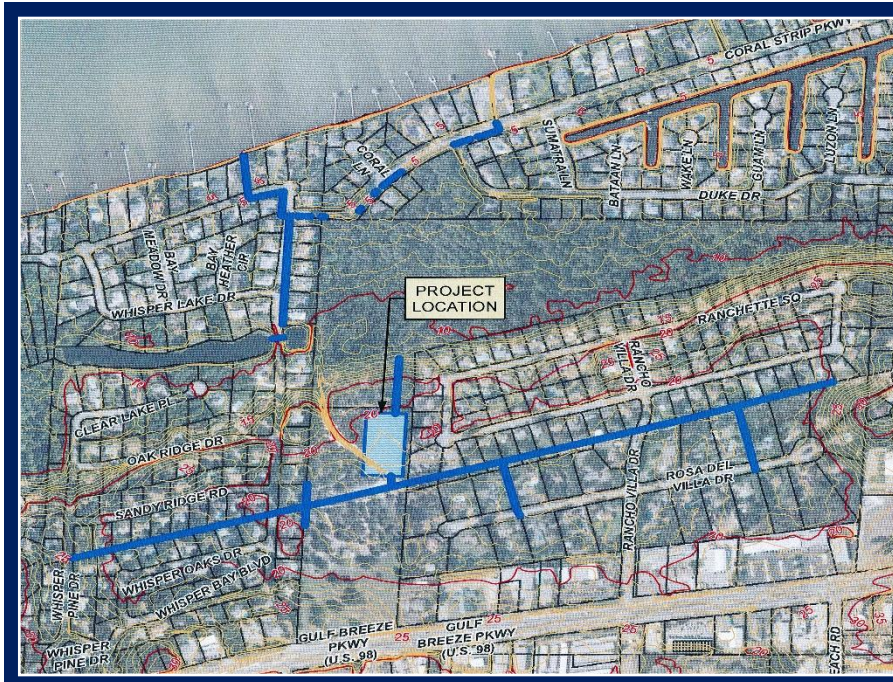 CORAL STRIP PKWY
CORAL
LN
SUMATRA LN
BATAAN LN
WAKE LN
GUAM LN
LUZON LN
DUKE DR
BAY
MEADOW DR
BAY
HEATHER
CIR
WHISPER LAKE DR
PROJECT
LOCATION
RANCHETTE SQ
RANCHO
VILLA DR
CLEAR LAKE PL
OAK RIDGE DR
SANDY RIDGE RD
ROSA DEL
VILLA DR
RANCHO VILLA DR
WHISPER OAKS DR
WHISPER BAY BLVD
WHISPER
PINE DR
WHISPER
PINE DR
GULF BREEZE
PKWY
(U.S. 98)
25
GULF
BREEZE PKWY
(U.S. 98)
25
EACH RD